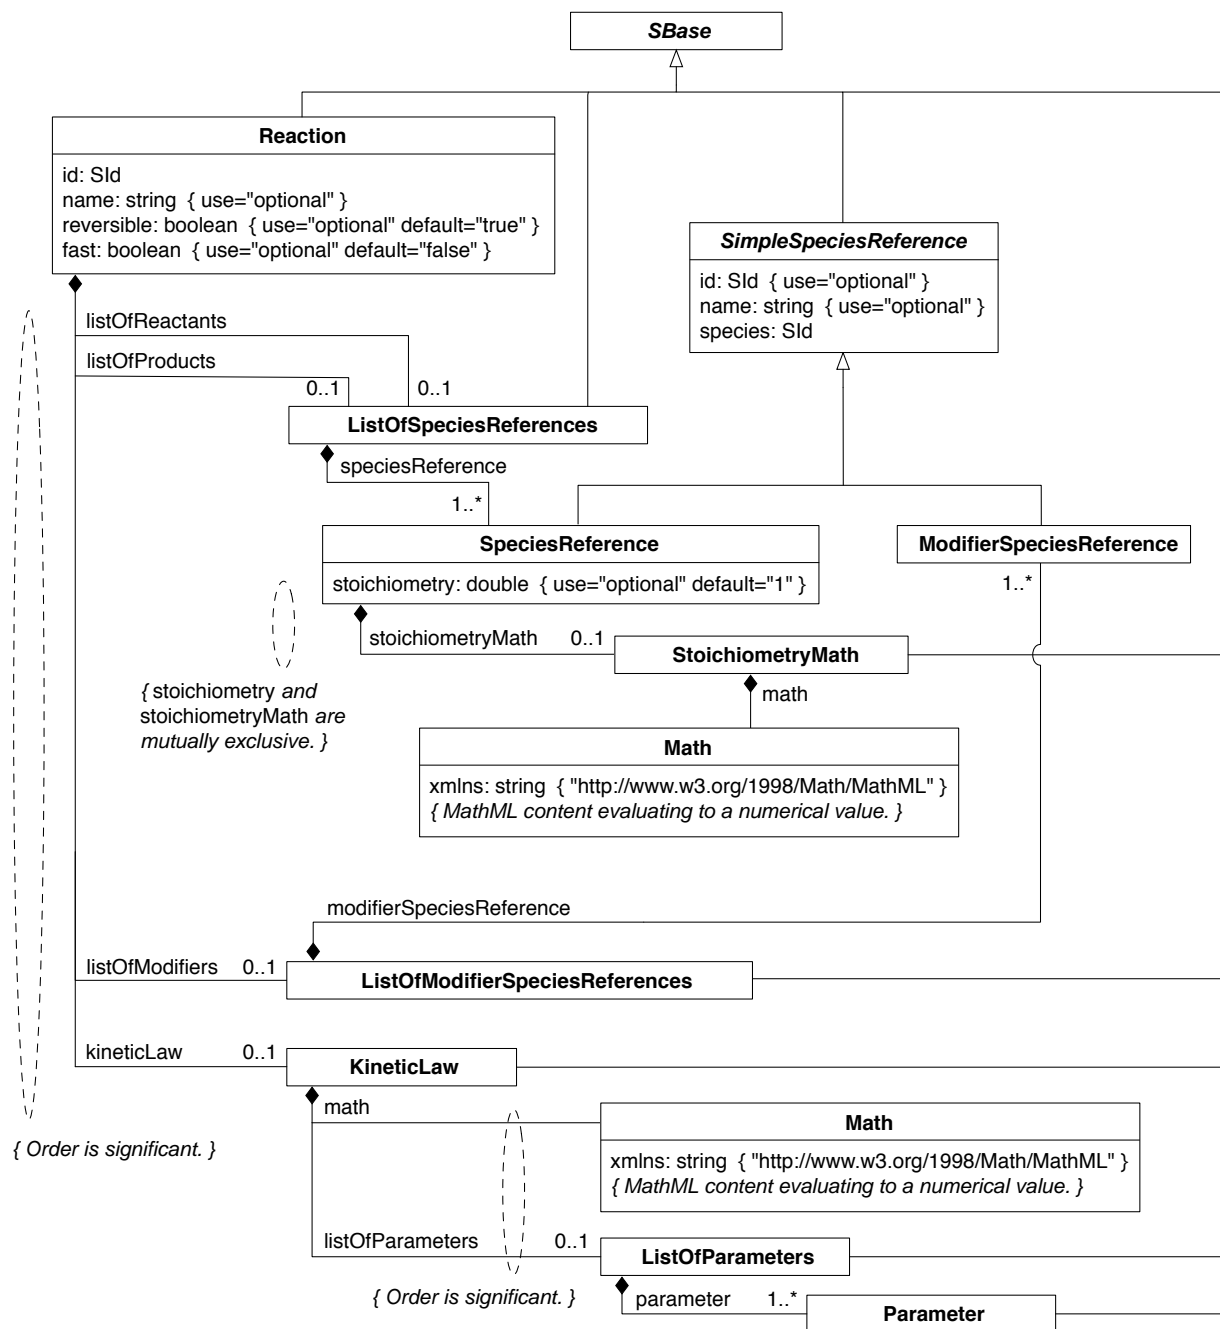 SBase
Reaction
id: SId
name: string { use="optional" }
reversible: boolean { use="optional" default="true" }
fast: boolean { use="optional" default="false" }
SimpleSpeciesReference
id: SId { use="optional" }
name: string { use="optional" }
species: SId
listOfReactants
listOfProducts
0..1
0..1
ListOfSpeciesReferences
speciesReference
1..*
SpeciesReference
stoichiometry: double { use="optional" default="1" }
ModifierSpeciesReference
1..*
stoichiometryMath
0..1
StoichiometryMath
{ stoichiometry and
stoichiometryMath are
mutually exclusive. }
math
Math
xmlns: string { "http://www.w3.org/1998/Math/MathML" }
{ MathML content evaluating to a numerical value. }
modifierSpeciesReference
listOfModifiers
0..1
ListOfModifierSpeciesReferences
kineticLaw
0..1
KineticLaw
math
Math
xmlns: string { "http://www.w3.org/1998/Math/MathML" }
{ MathML content evaluating to a numerical value. }
{ Order is significant. }
listOfParameters
0..1
ListOfParameters
{ Order is significant. }
parameter
1..*
Parameter